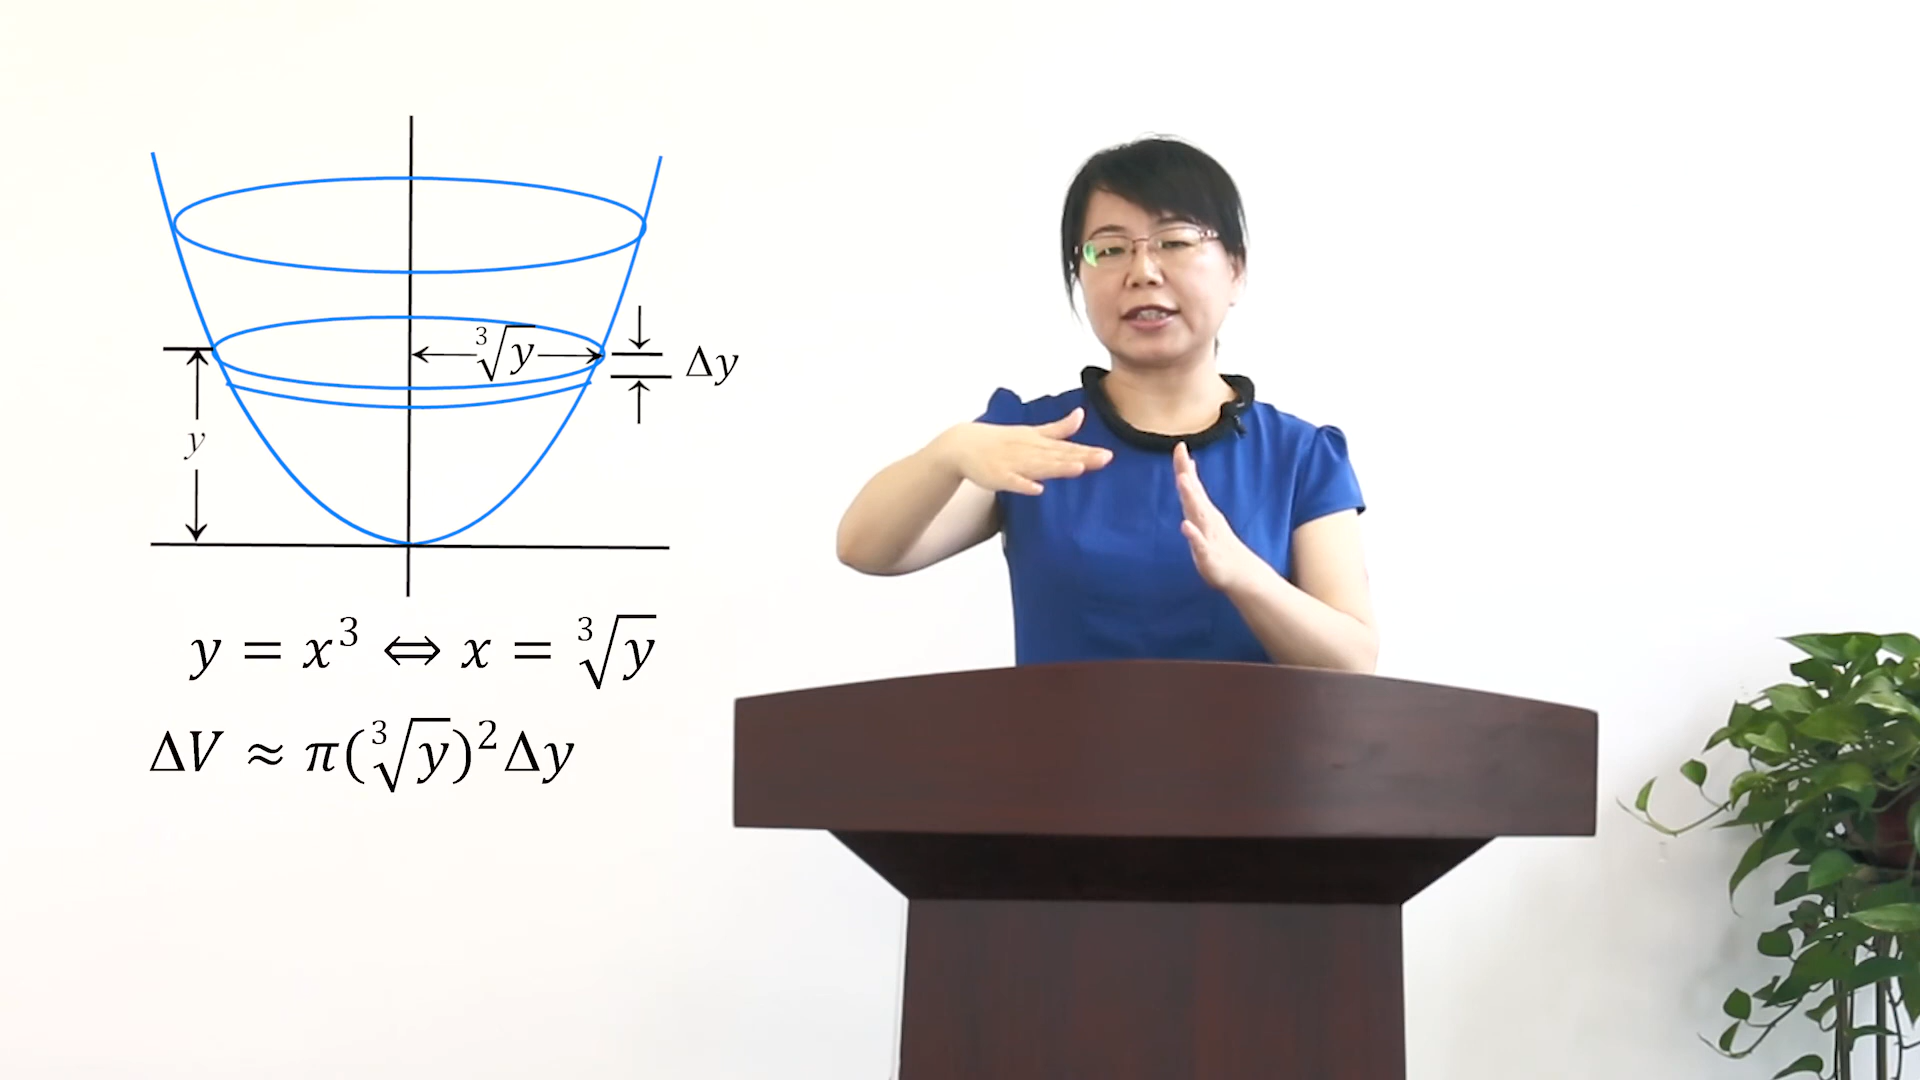 ∛y
Δy
y
y = x³ ⇔ x = ∛y
ΔV ≈ π(∛y)²Δy